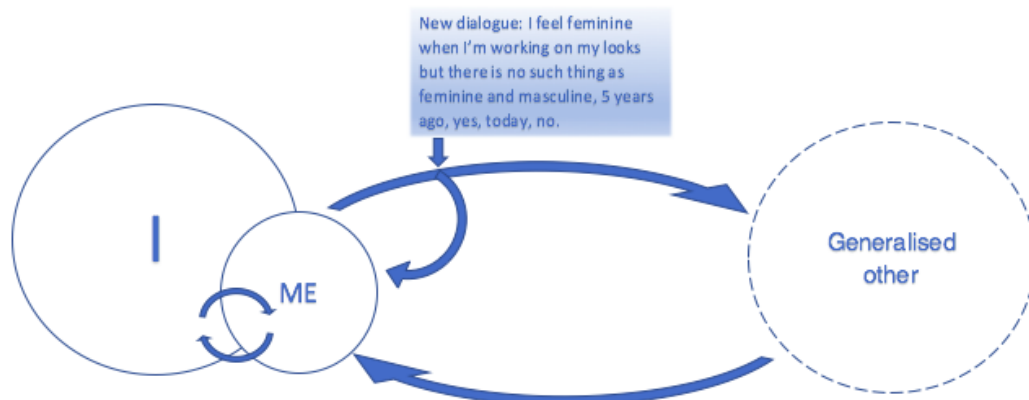 New dialogue: I feel feminine
when I'm working on my looks
but there is no such thing as
feminine and masculine, 5 years
ago, yes, today, no.
I
ME
Generalised
other